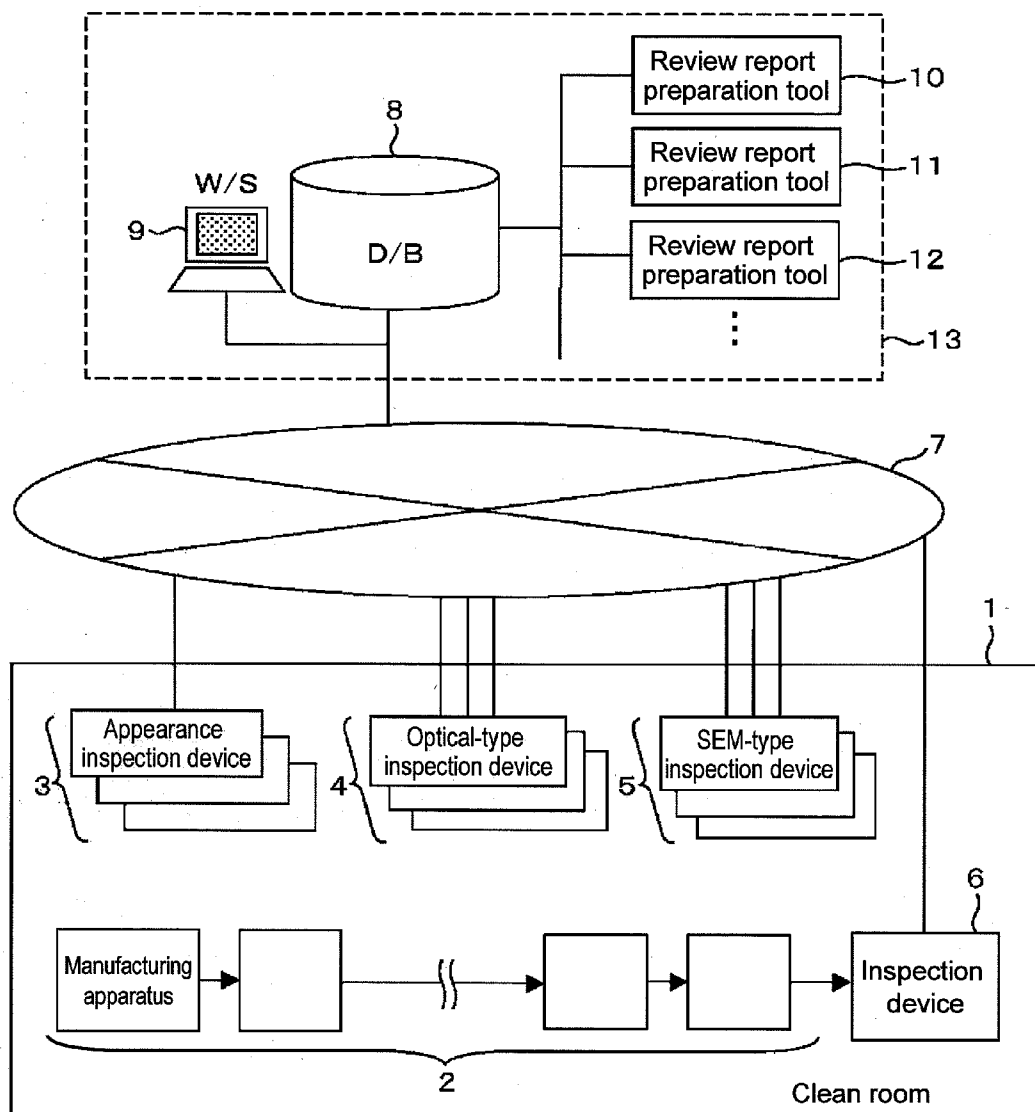 Review report
preparation tool
10
8
Review report
preparation tool
11
W/S
9
D/B
Review report
preparation tool
12
13
7
1
Appearance
inspection device
3
Optical-type
inspection device
4
SEM-type
inspection device
5
6
Manufacturing
apparatus
Inspection
device
2
Clean room